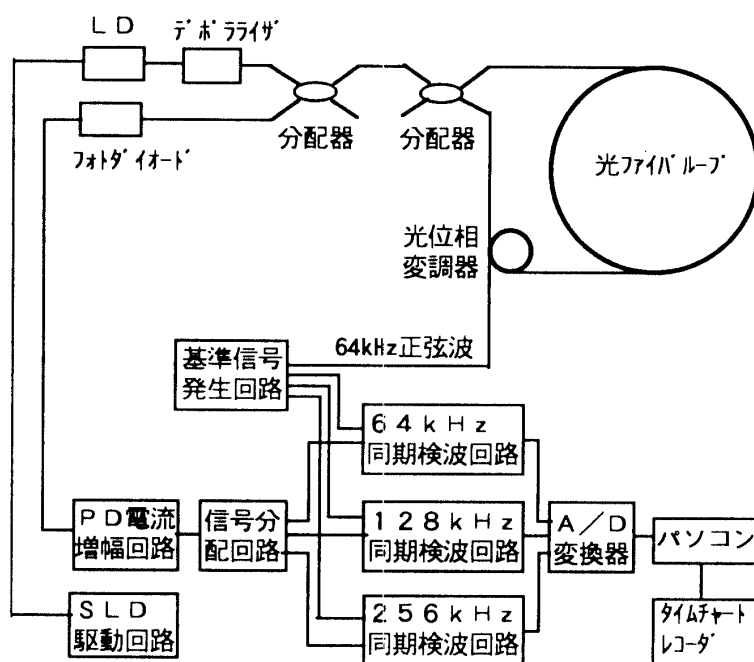 ＬＤ
ﾃﾞﾎﾟﾗﾗｲｻﾞ
分配器
分配器
ﾌｫﾄﾀﾞｲｵｰﾄﾞ
光ﾌｧｲﾊﾞﾙｰﾌﾟ
光位相
変調器
64kHz正弦波
基準信号
発生回路
６４ｋＨｚ
同期検波回路
ＰＤ電流
増幅回路
信号分
配回路
１２８ｋＨｚ
同期検波回路
Ａ／Ｄ
変換器
パソコン
ＳＬＤ
駆動回路
２５６ｋＨｚ
同期検波回路
ﾀｲﾑﾁｬｰﾄ
ﾚｺｰﾀﾞ